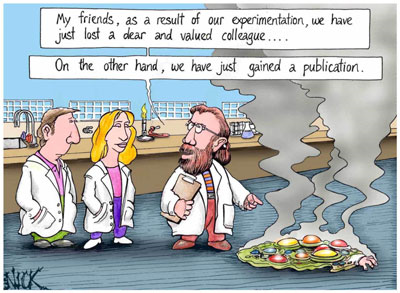 My friends, as a result of our experimentation, we have
just lost a dear and valued colleague....
On the other hand, we have just gained a publication.
NICK